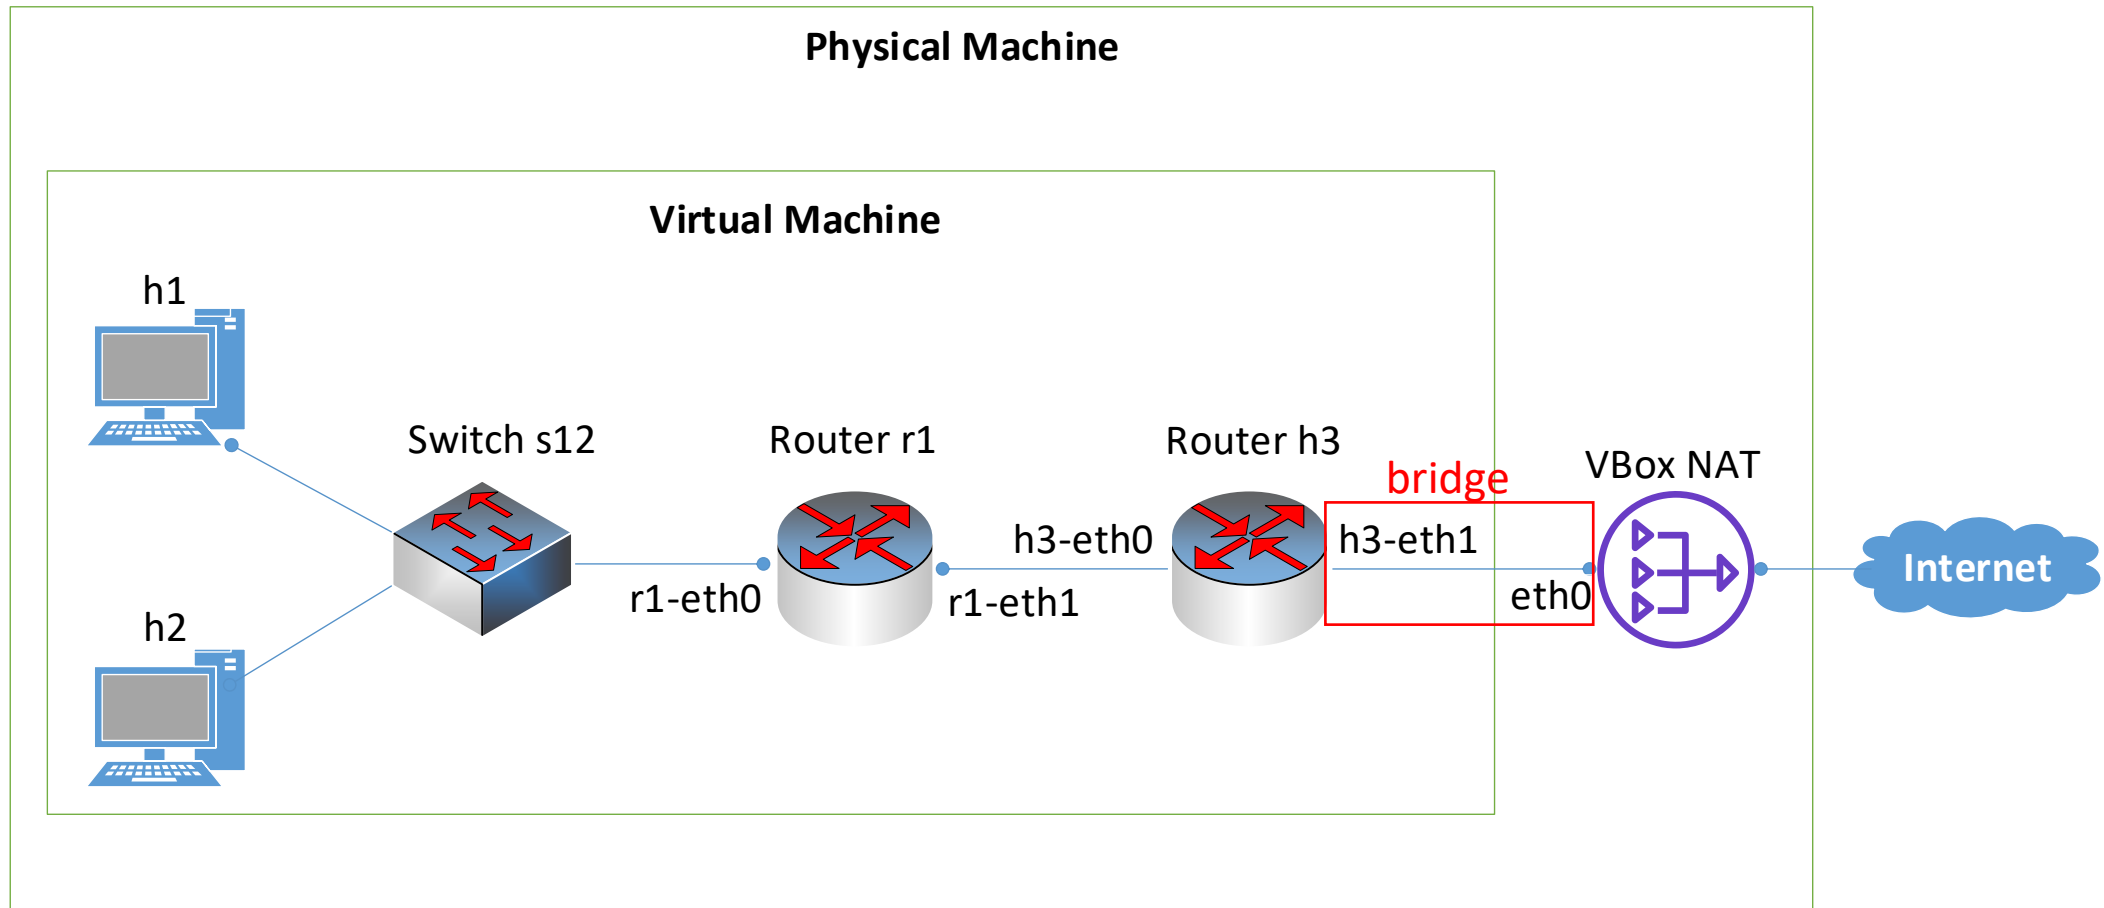 Physical Machine
Virtual Machine
h1
Switch s12
Router r1
Router h3
bridge
VBox NAT
h3-eth0
h3-eth1
Internet
r1-eth0
r1-eth1
eth0
h2